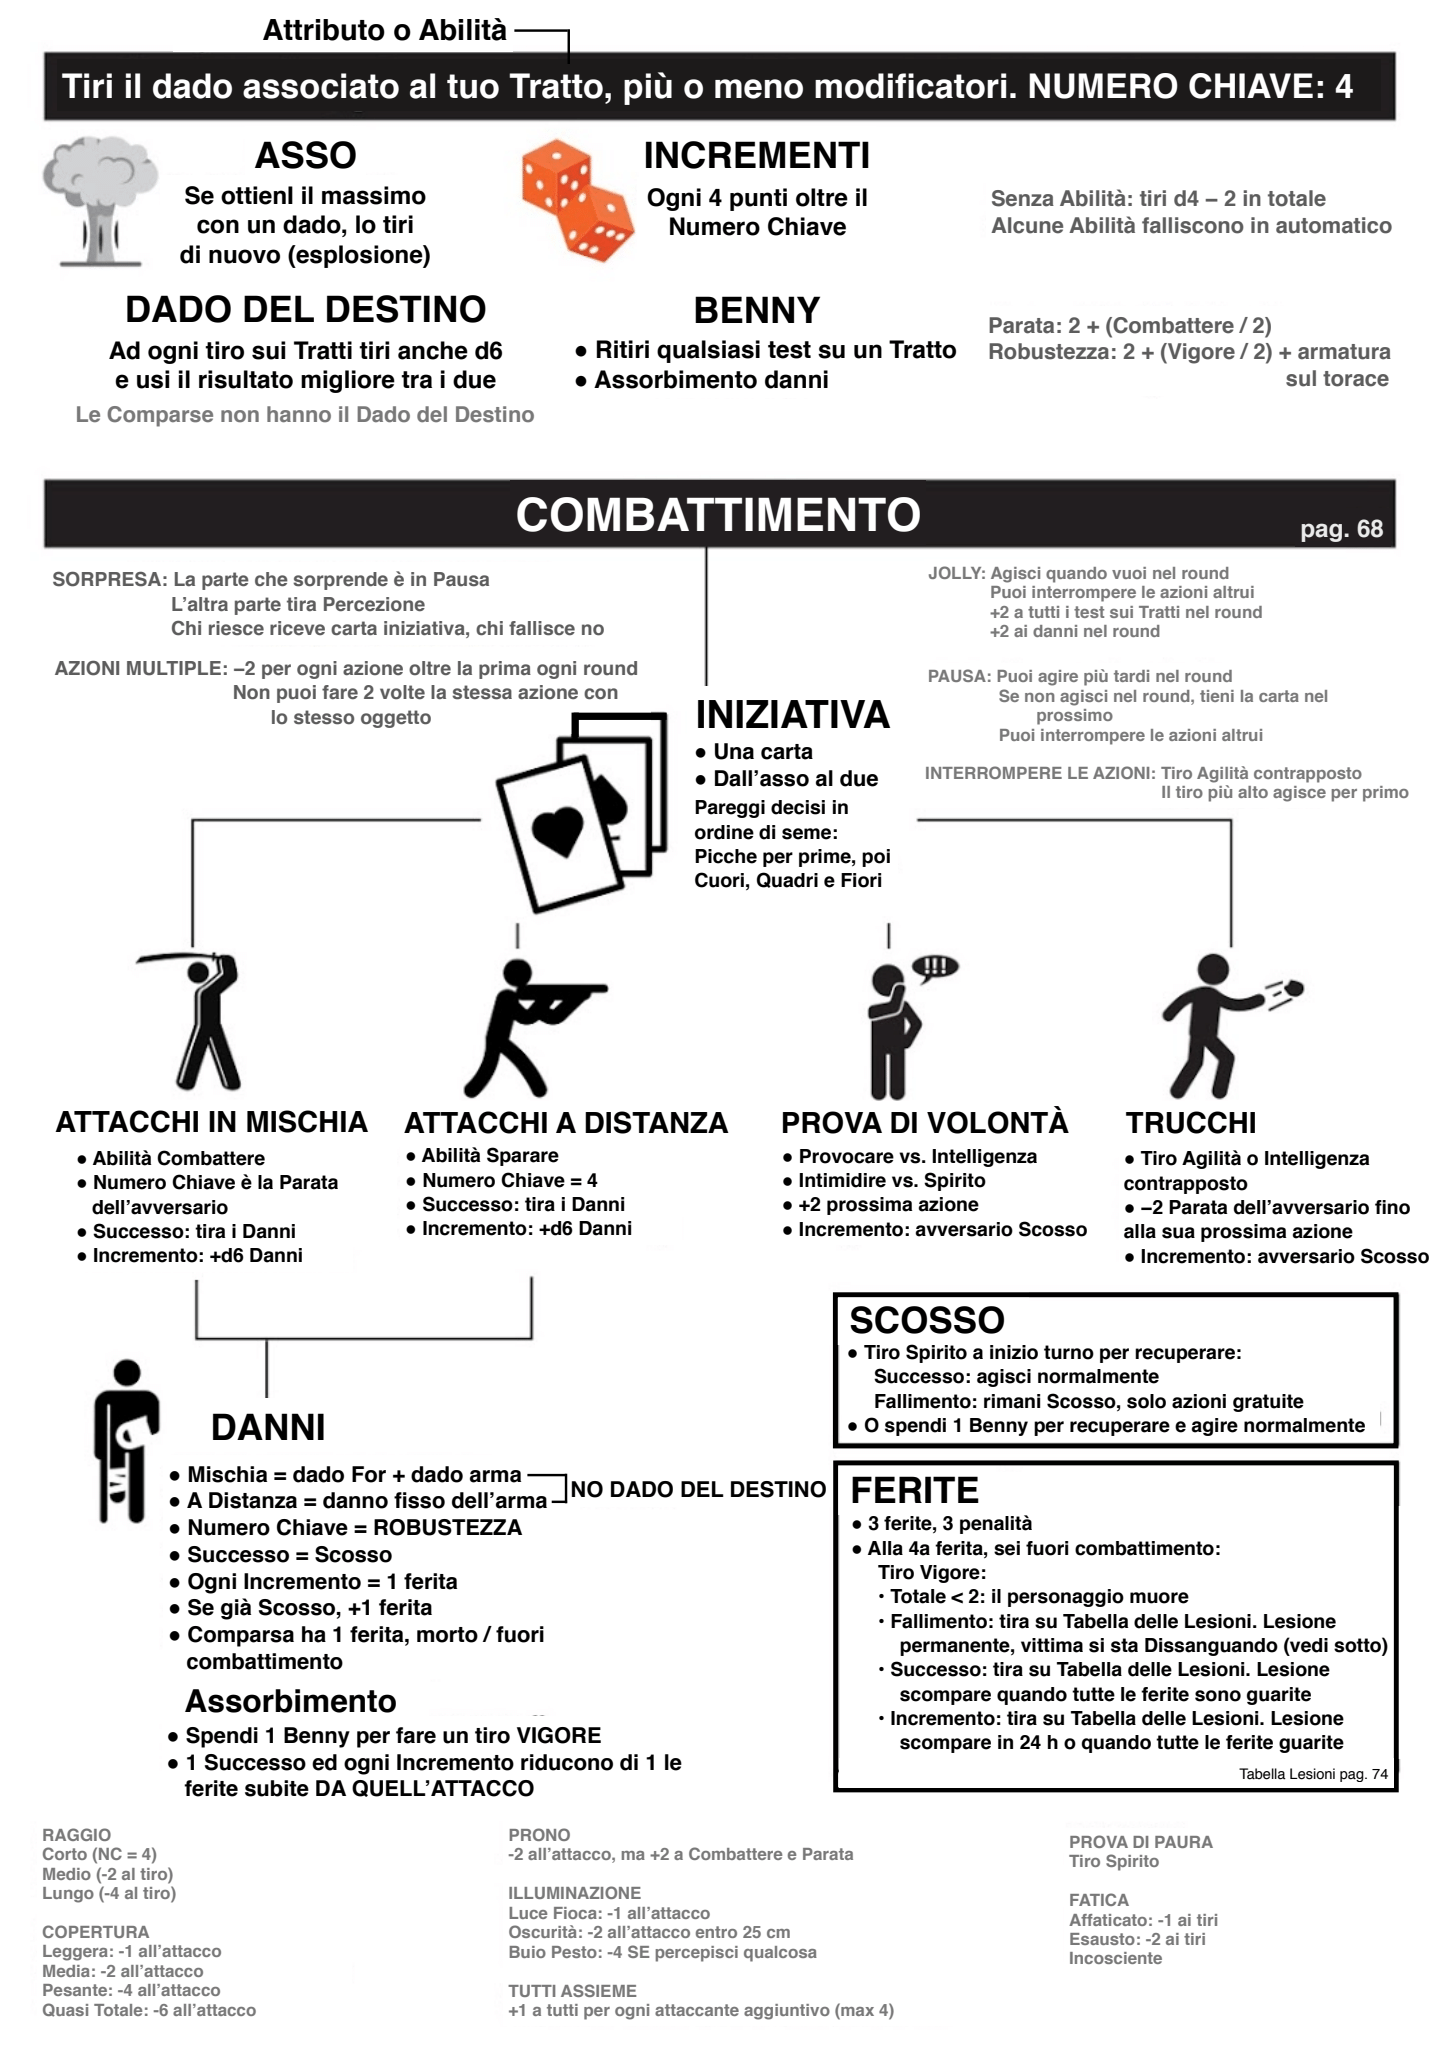 Attributo o Abilità
Tiri il dado associato al tuo Tratto, più o meno modificatori. NUMERO CHIAVE: 4
ASSO
Se ottienI il massimo
con un dado, lo tiri
di nuovo (esplosione)
INCREMENTI
Ogni 4 punti oltre il
Numero Chiave
Senza Abilità: tiri d4 – 2 in totale
Alcune Abilità falliscono in automatico
DADO DEL DESTINO
Ad ogni tiro sui Tratti tiri anche d6
e usi il risultato migliore tra i due
Le Comparse non hanno il Dado del Destino
BENNY
● Ritiri qualsiasi test su un Tratto
● Assorbimento danni
Parata: 2 + (Combattere / 2)
Robustezza: 2 + (Vigore / 2) + armatura
sul torace
COMBATTIMENTO
pag. 68
SORPRESA: La parte che sorprende è in Pausa
L'altra parte tira Percezione
Chi riesce riceve carta iniziativa, chi fallisce no
AZIONI MULTIPLE: –2 per ogni azione oltre la prima ogni round
Non puoi fare 2 volte la stessa azione con
lo stesso oggetto
JOLLY: Agisci quando vuoi nel round
Puoi interrompere le azioni altrui
+2 a tutti i test sui Tratti nel round
+2 ai danni nel round
PAUSA: Puoi agire più tardi nel round
Se non agisci nel round, tieni la carta nel
prossimo
Puoi interrompere le azioni altrui
INTERROMPERE LE AZIONI: Tiro Agilità contrapposto
Il tiro più alto agisce per primo
INIZIATIVA
● Una carta
● Dall'asso al due
Pareggi decisi in
ordine di seme:
Picche per prime, poi
Cuori, Quadri e Fiori
!!!
ATTACCHI IN MISCHIA
● Abilità Combattere
● Numero Chiave è la Parata
dell'avversario
● Successo: tira i Danni
● Incremento: +d6 Danni
ATTACCHI A DISTANZA
● Abilità Sparare
● Numero Chiave = 4
● Successo: tira i Danni
● Incremento: +d6 Danni
PROVA DI VOLONTÀ
● Provocare vs. Intelligenza
● Intimidire vs. Spirito
● +2 prossima azione
● Incremento: avversario Scosso
TRUCCHI
● Tiro Agilità o Intelligenza
contrapposto
● –2 Parata dell'avversario fino
alla sua prossima azione
● Incremento: avversario Scosso
DANNI
● Mischia = dado For + dado arma
● A Distanza = danno fisso dell'arma
NO DADO DEL DESTINO
● Numero Chiave = ROBUSTEZZA
● Successo = Scosso
● Ogni Incremento = 1 ferita
● Se già Scosso, +1 ferita
● Comparsa ha 1 ferita, morto / fuori
combattimento
Assorbimento
● Spendi 1 Benny per fare un tiro VIGORE
● 1 Successo ed ogni Incremento riducono di 1 le
ferite subite DA QUELL'ATTACCO
SCOSSO
● Tiro Spirito a inizio turno per recuperare:
Successo: agisci normalmente
Fallimento: rimani Scosso, solo azioni gratuite
● O spendi 1 Benny per recuperare e agire normalmente
FERITE
● 3 ferite, 3 penalità
● Alla 4a ferita, sei fuori combattimento:
Tiro Vigore:
· Totale < 2: il personaggio muore
· Fallimento: tira su Tabella delle Lesioni. Lesione
permanente, vittima si sta Dissanguando (vedi sotto)
· Successo: tira su Tabella delle Lesioni. Lesione
scompare quando tutte le ferite sono guarite
· Incremento: tira su Tabella delle Lesioni. Lesione
scompare in 24 h o quando tutte le ferite guarite
Tabella Lesioni pag. 74
RAGGIO
Corto (NC = 4)
Medio (-2 al tiro)
Lungo (-4 al tiro)
COPERTURA
Leggera: -1 all'attacco
Media: -2 all'attacco
Pesante: -4 all'attacco
Quasi Totale: -6 all'attacco
PRONO
-2 all'attacco, ma +2 a Combattere e Parata
ILLUMINAZIONE
Luce Fioca: -1 all'attacco
Oscurità: -2 all'attacco entro 25 cm
Buio Pesto: -4 SE percepisci qualcosa
TUTTI ASSIEME
+1 a tutti per ogni attaccante aggiuntivo (max 4)
PROVA DI PAURA
Tiro Spirito
FATICA
Affaticato: -1 ai tiri
Esausto: -2 ai tiri
Incosciente